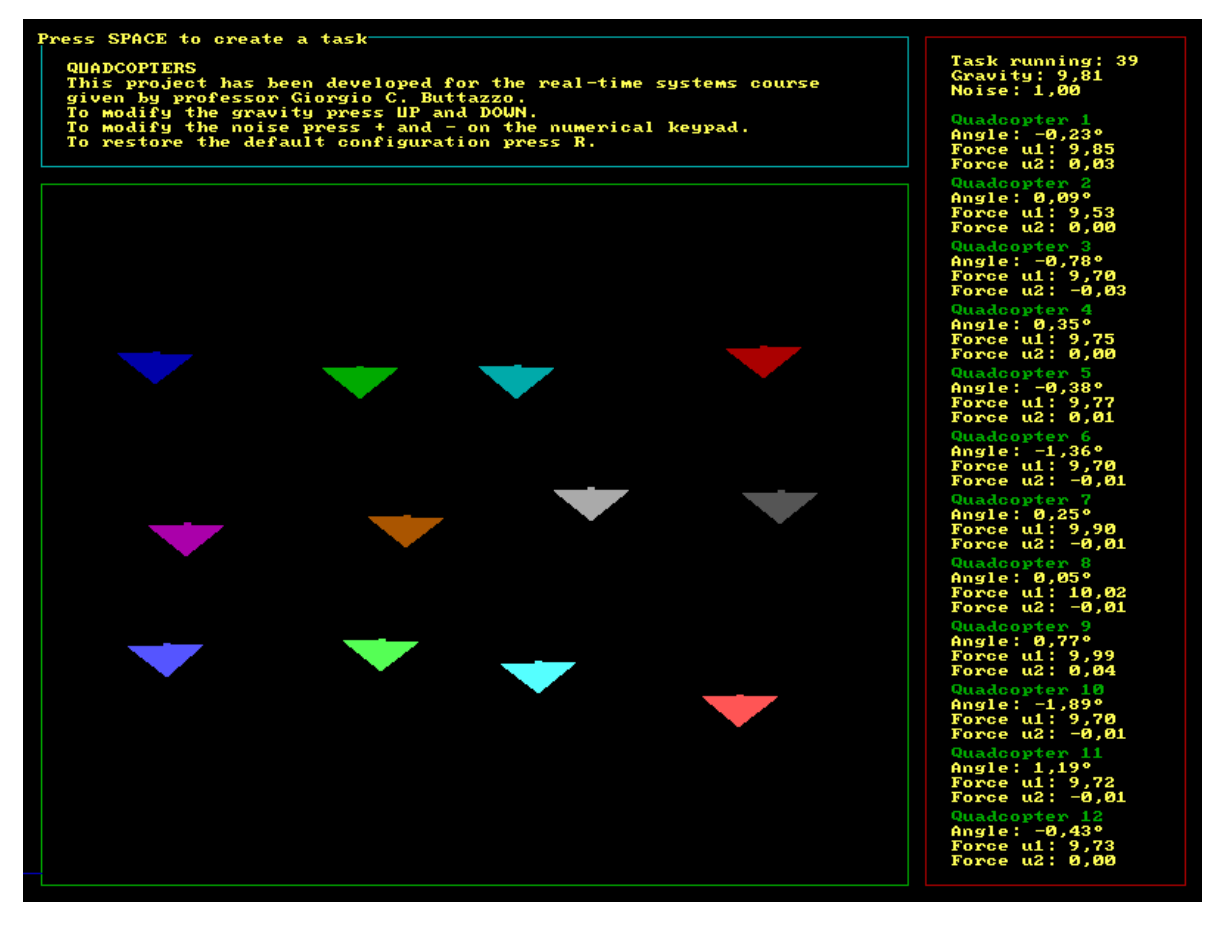 Press SPACE to create a task
QUADCOPTERS
This project has been developed for the real-time systems course
given by professor Giorgio C. Buttazzo.
To modify the gravity press UP and DOWN.
To modify the noise press + and - on the numerical keypad.
To restore the default configuration press R.
Task running: 39
Gravity: 9,81
Noise: 1,00
Quadcopter 1
Angle: -0,23°
Force u1: 9,85
Force u2: 0,03
Quadcopter 2
Angle: 0,09°
Force u1: 9,53
Force u2: 0,00
Quadcopter 3
Angle: -0,78°
Force u1: 9,70
Force u2: -0,03
Quadcopter 4
Angle: 0,35°
Force u1: 9,75
Force u2: 0,00
Quadcopter 5
Angle: -0,38°
Force u1: 9,77
Force u2: 0,01
Quadcopter 6
Angle: -1,36°
Force u1: 9,70
Force u2: -0,01
Quadcopter 7
Angle: 0,25°
Force u1: 9,90
Force u2: -0,01
Quadcopter 8
Angle: 0,05°
Force u1: 10,02
Force u2: -0,01
Quadcopter 9
Angle: 0,77°
Force u1: 9,99
Force u2: 0,04
Quadcopter 10
Angle: -1,89°
Force u1: 9,70
Force u2: -0,01
Quadcopter 11
Angle: 1,19°
Force u1: 9,72
Force u2: -0,01
Quadcopter 12
Angle: -0,43°
Force u1: 9,73
Force u2: 0,00